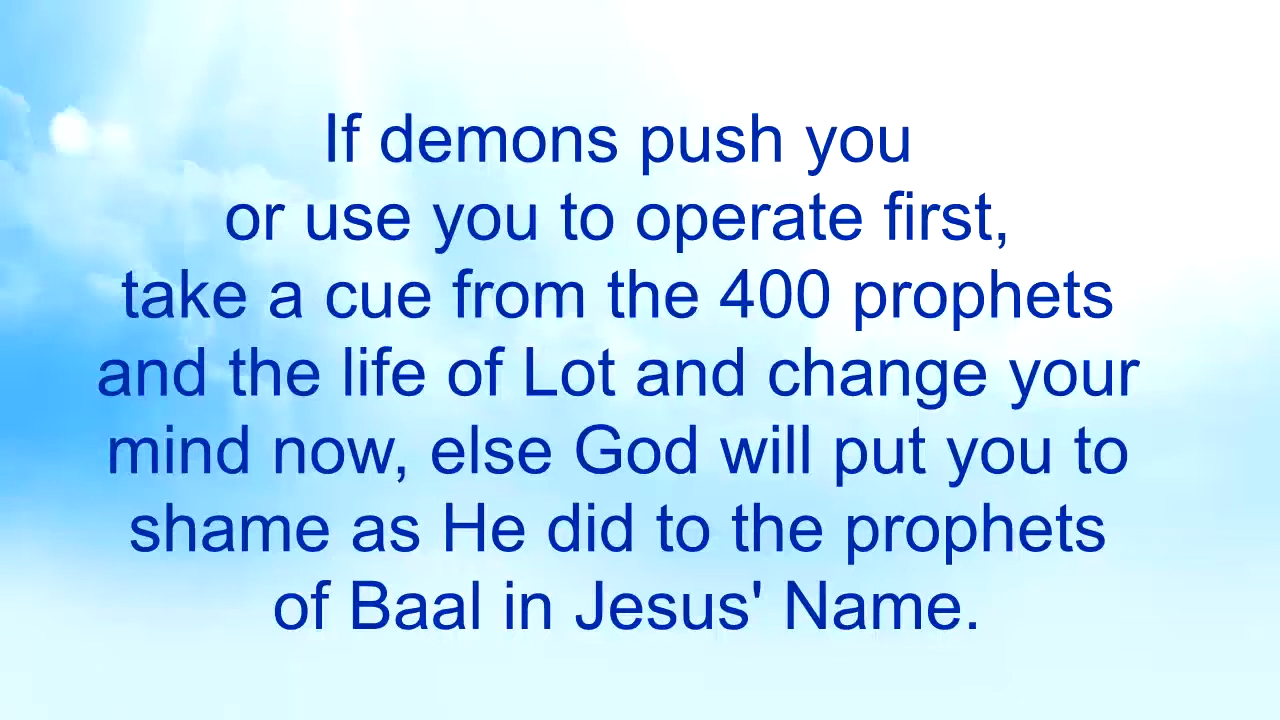 If demons push you
or use you to operate first,
take a cue from the 400 prophets
and the life of Lot and change your
mind now, else God will put you to
shame as He did to the prophets
of Baal in Jesus' Name.